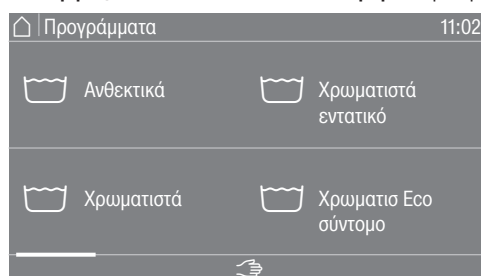 Προγράμματα 11:02
Ανθεκτικά
Χρωματιστά
εντατικό
Χρωματιστά
Χρωματισ Eco
σύντομο